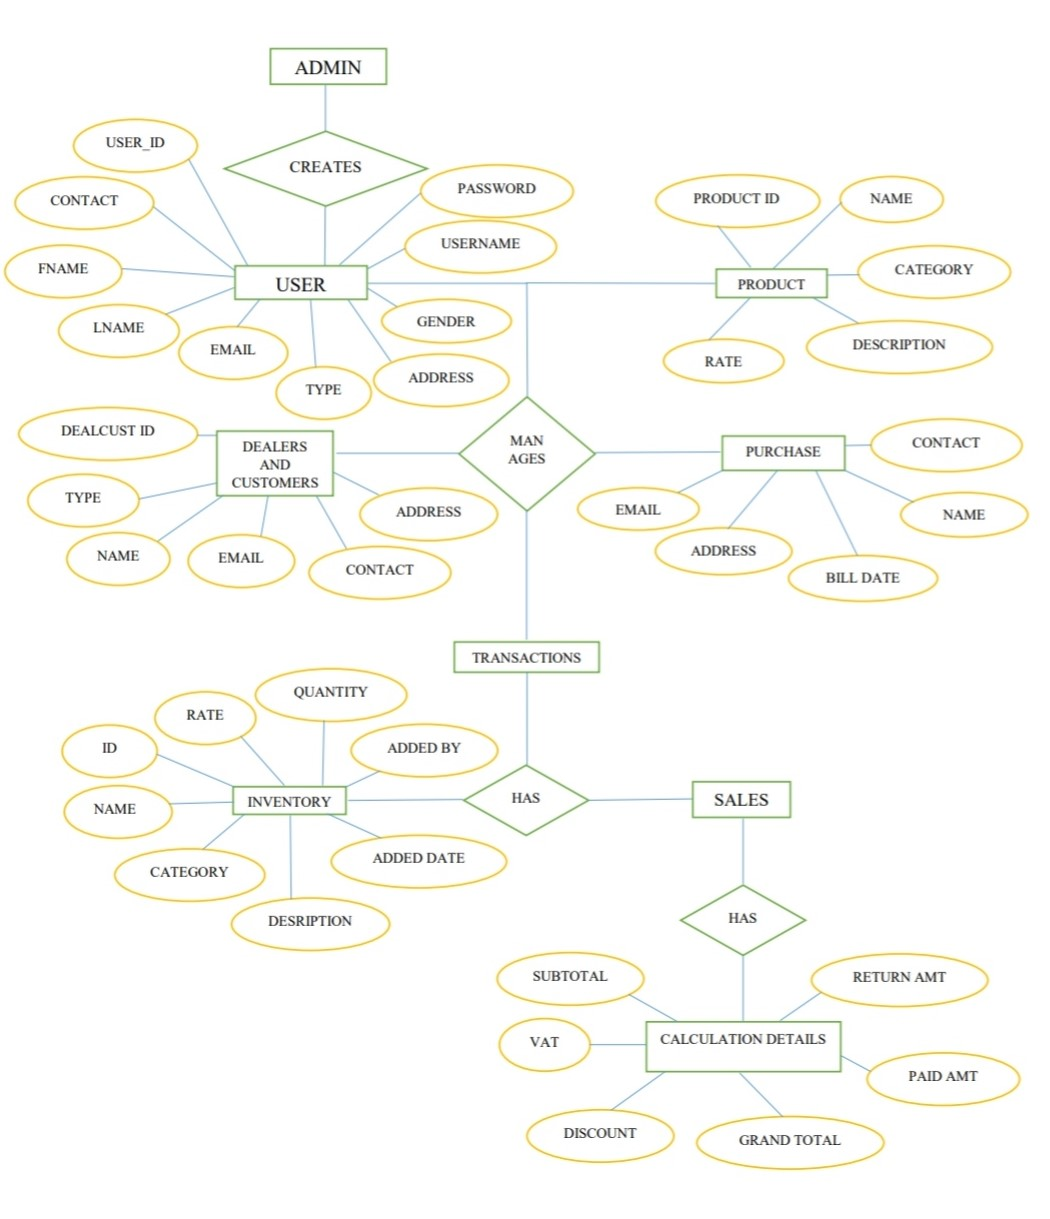 ADMIN
CREATES
USER_ID
CONTACT
FNAME
LNAME
EMAIL
TYPE
ADDRESS
GENDER
USERNAME
PASSWORD
USER
PRODUCT ID
NAME
CATEGORY
DESCRIPTION
RATE
PRODUCT
MAN
AGES
DEALCUST ID
TYPE
NAME
EMAIL
CONTACT
ADDRESS
DEALERS
AND
CUSTOMERS
PURCHASE
CONTACT
NAME
BILL DATE
ADDRESS
EMAIL
TRANSACTIONS
QUANTITY
RATE
ID
NAME
CATEGORY
DESRIPTION
ADDED DATE
ADDED BY
INVENTORY
HAS
SALES
HAS
SUBTOTAL
VAT
DISCOUNT
GRAND TOTAL
PAID AMT
RETURN AMT
CALCULATION DETAILS